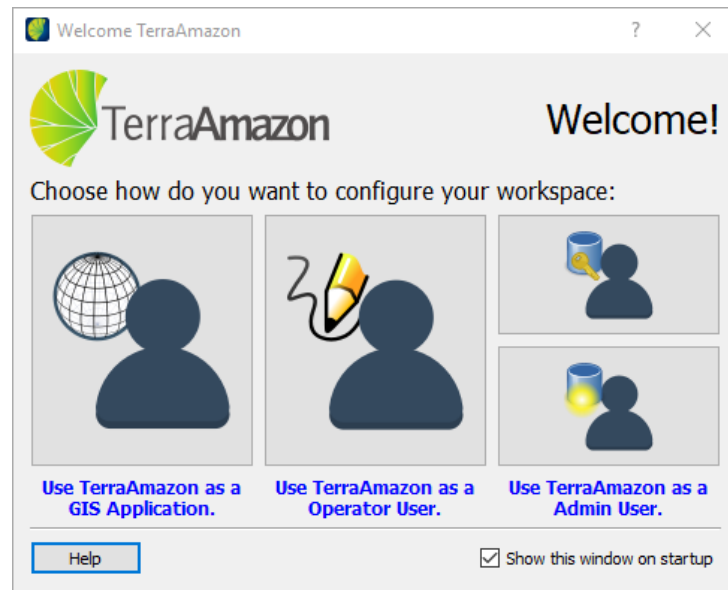 Welcome TerraAmazon
?
TerraAmazon
Welcome!
Choose how do you want to configure your workspace:
Use TerraAmazon as a
GIS Application.
Use TerraAmazon as a
Operator User.
Use TerraAmazon as a
Admin User.
Help
Show this window on startup